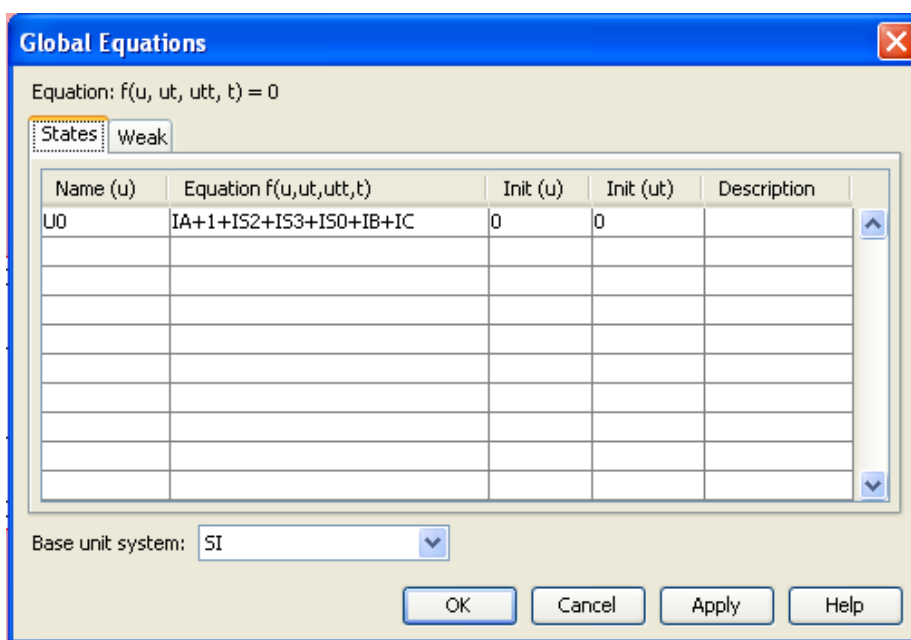 Global Equations
Equation: f(u, ut, utt, t) = 0
States Weak
Name (u) Equation f(u,ut,utt,t) Init (u) Init (ut) Description
U0 IA+1+IS2+IS3+IS0+IB+IC 0 0
Base unit system: SI
OK Cancel Apply Help